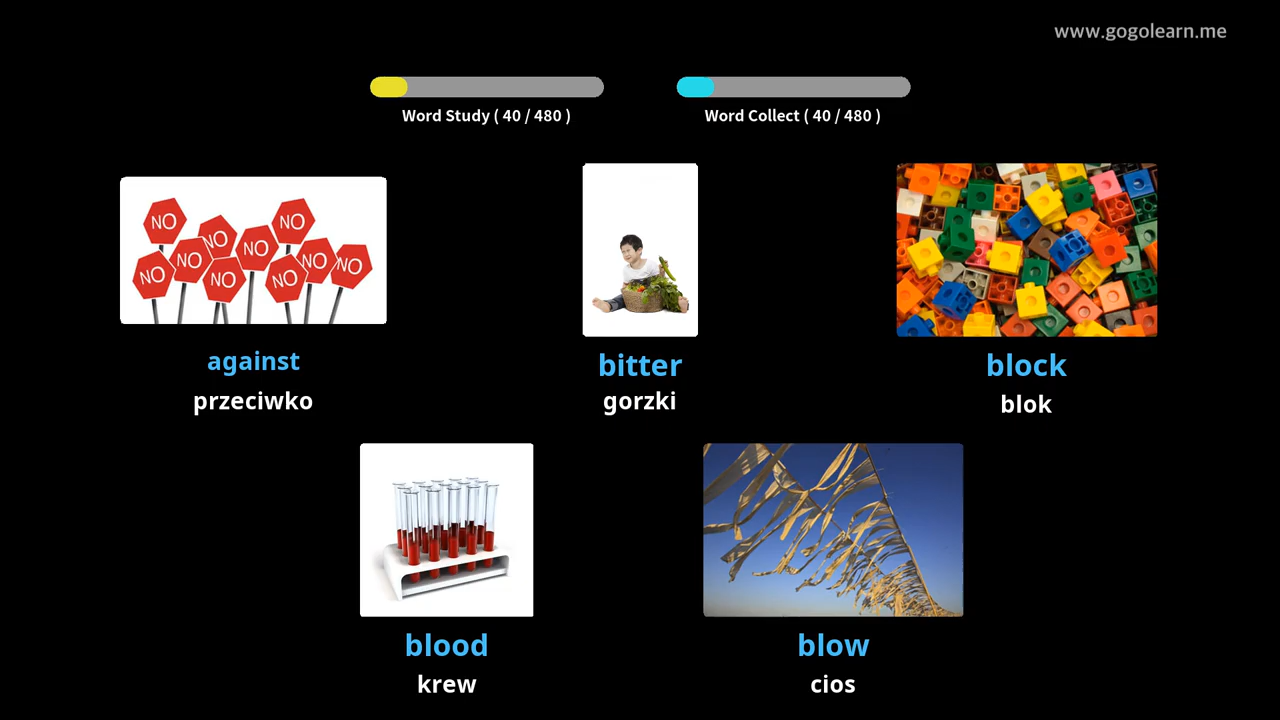 www.gogolearn.me
Word Study ( 40 / 480 )
Word Collect ( 40 / 480 )
NO
NO
NO
NO
NO
NO
NO
NO
NO
NO
against
przeciwko
bitter
gorzki
block
blok
blood
krew
blow
cios